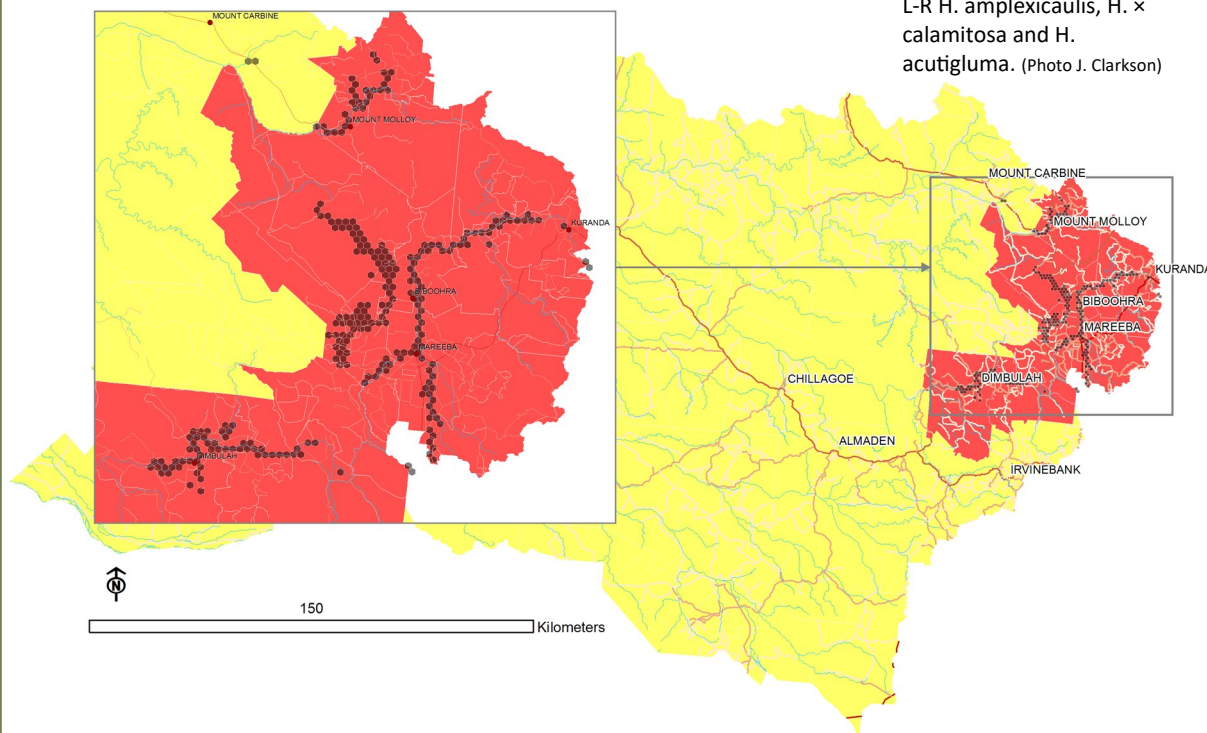 L-R H. amplexicaulis, H. ×
calamitosa and H.
acutigluma. (Photo J. Clarkson)
MOUNT CARBINE
MOUNT MOLLOY
KURANDA
BIBOOHRA
MAREEBA
DIMBULAH
MOUNT CARBINE
MOUNT MOLLOY
KURANDA
BIBOOHRA
MAREEBA
DIMBULAH
CHILLAGOE
ALMADEN
IRVINEBANK
N
150
Kilometers